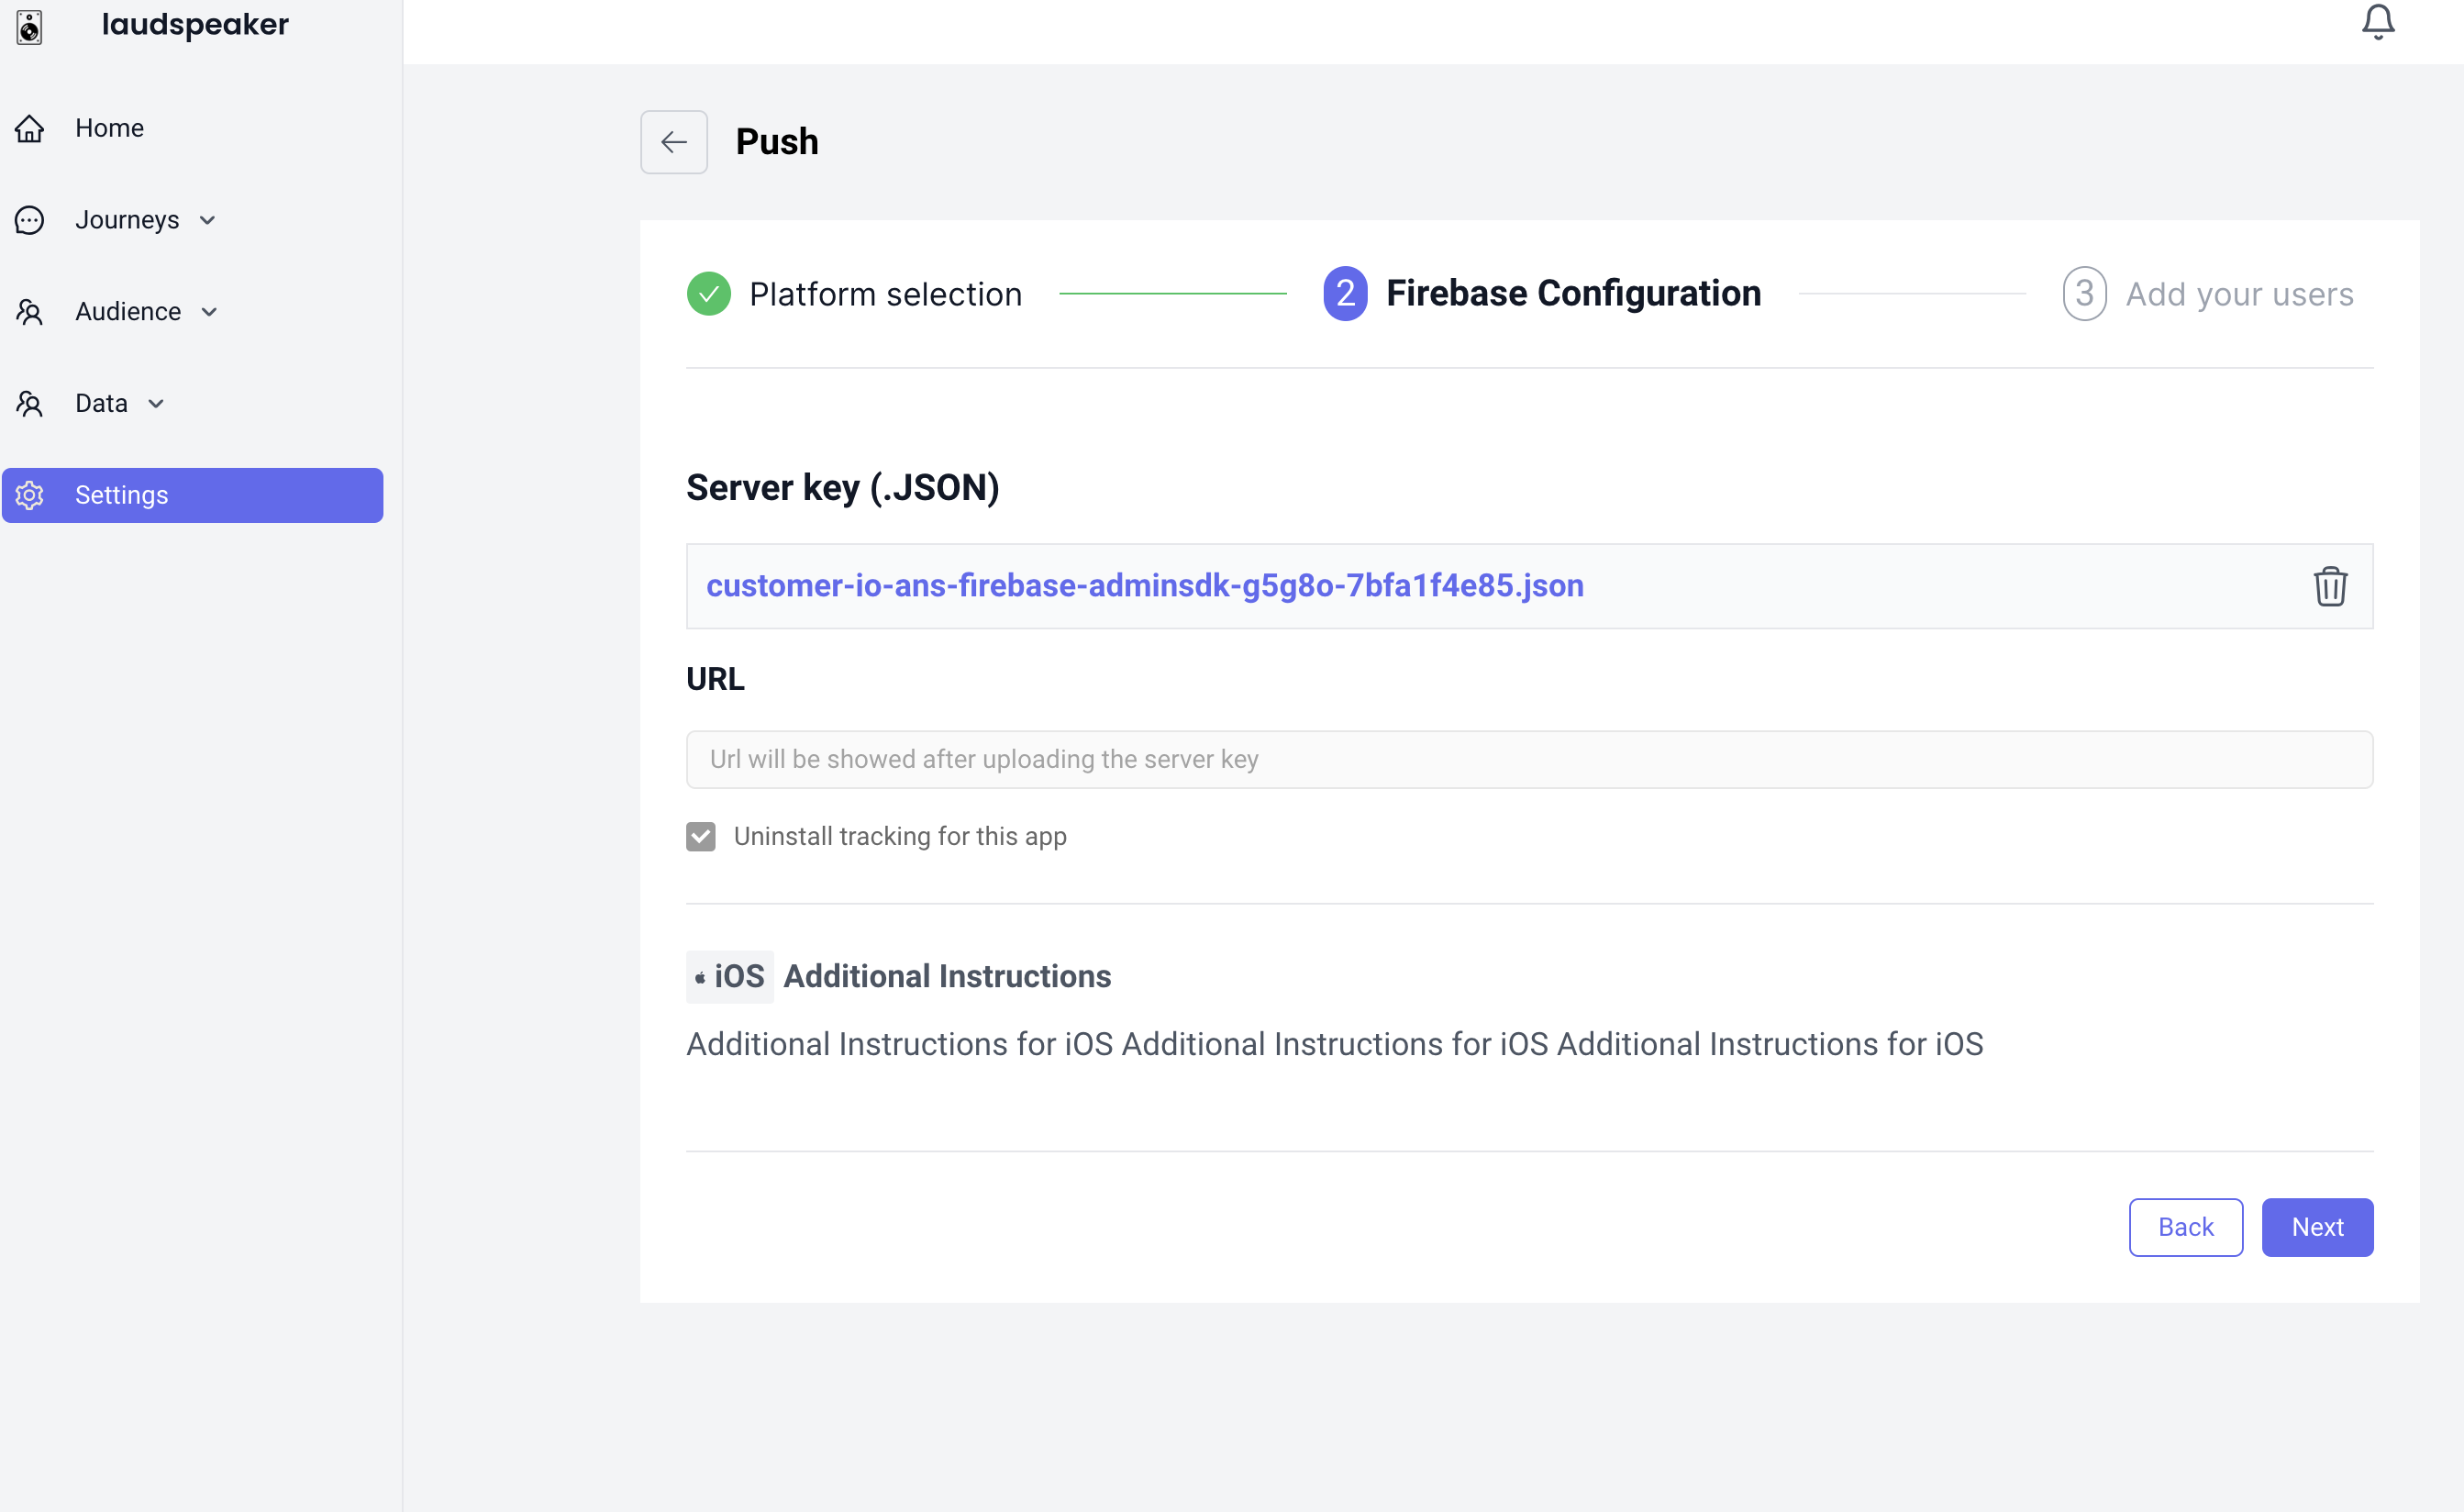 laudspeaker
Home
Journeys
Audience
Data
Settings
Push
Platform selection
2 Firebase Configuration
3 Add your users
Server key (.JSON)
customer-io-ans-firebase-adminsdk-g5g8o-7bfa1f4e85.json
URL
Url will be showed after uploading the server key
Uninstall tracking for this app
iOS Additional Instructions
Additional Instructions for iOS Additional Instructions for iOS Additional Instructions for iOS
Back Next